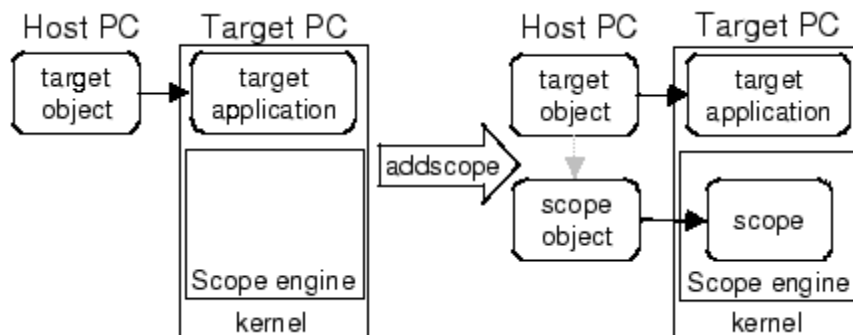 Host PC
Target PC
target
object
target
application
Scope engine
kernel
addscope
Host PC
Target PC
target
object
target
application
scope
object
scope
Scope engine
kernel